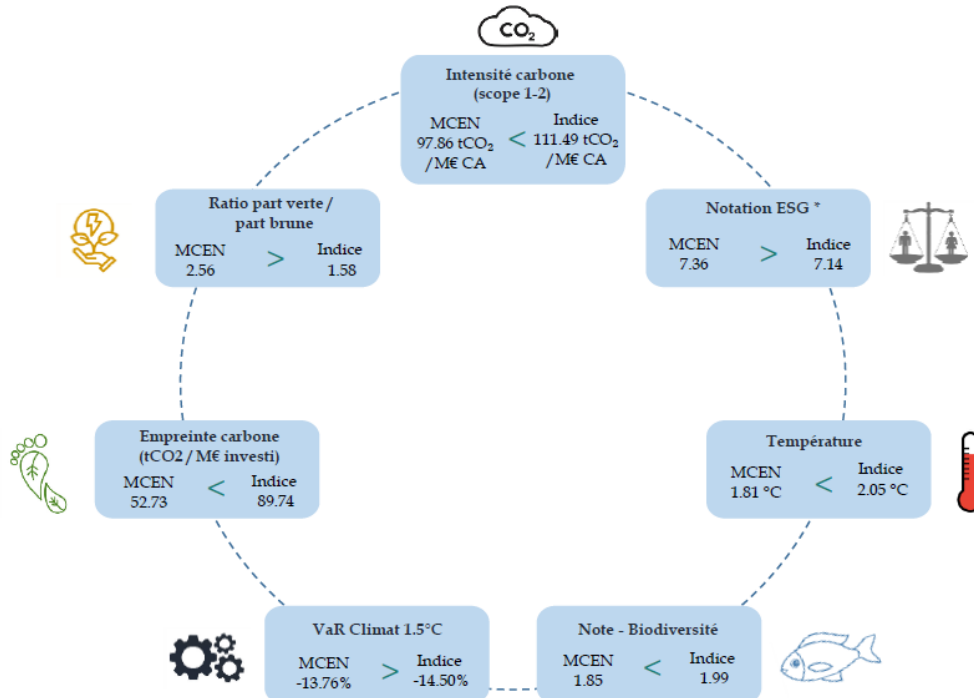 CO₂
Intensité carbone
(scope 1-2)
MCEN
97.86 tCO₂
/M€ CA
<
Indice
111.49 tCO₂
/M€ CA
Ratio part verte /
part brune
MCEN
2.56
>
Indice
1.58
Notation ESG *
MCEN
7.36
>
Indice
7.14
Empreinte carbone
(tCO2 / M€ investi)
MCEN
52.73
<
Indice
89.74
Température
MCEN
1.81 °C
<
Indice
2.05 °C
VaR Climat 1.5°C
MCEN
-13.76%
>
Indice
-14.50%
Note - Biodiversité
MCEN
1.85
<
Indice
1.99